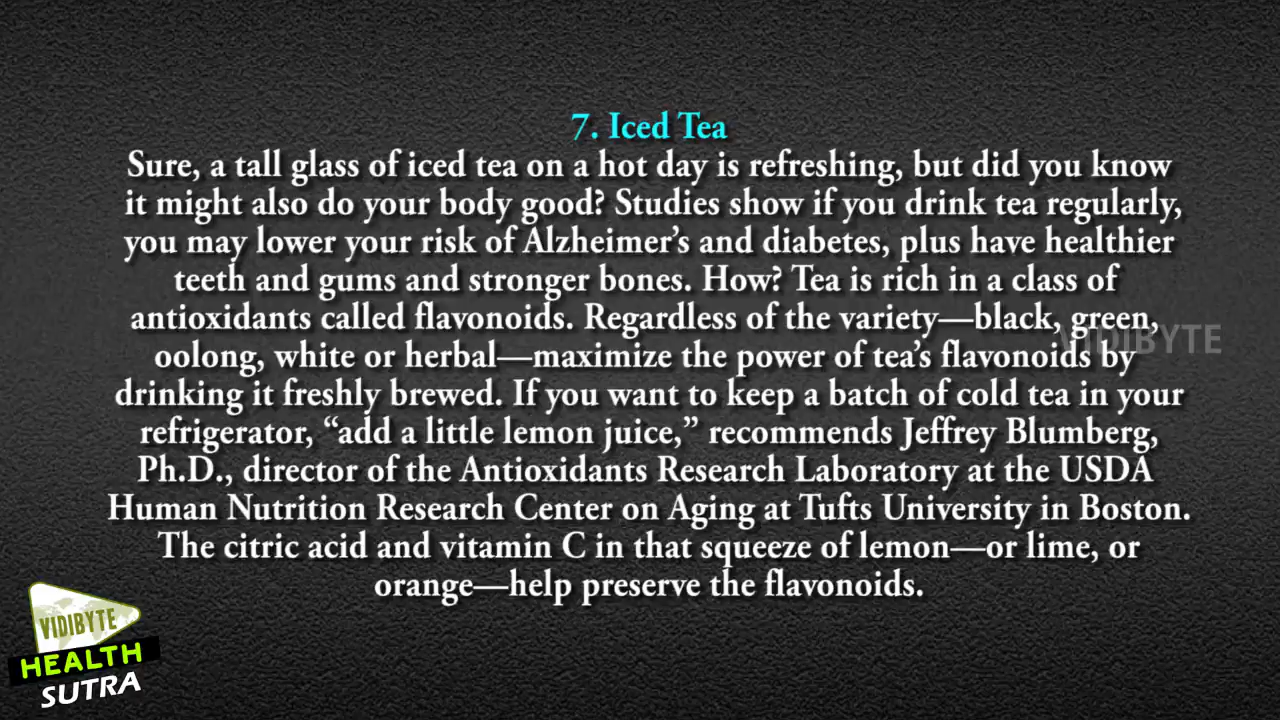 7. Iced Tea
Sure, a tall glass of iced tea on a hot day is refreshing, but did you know
it might also do your body good? Studies show if you drink tea regularly,
you may lower your risk of Alzheimer’s and diabetes, plus have healthier
teeth and gums and stronger bones. How? Tea is rich in a class of
antioxidants called flavonoids. Regardless of the variety—black, green,
oolong, white or herbal—maximize the power of tea’s flavonoids by
drinking it freshly brewed. If you want to keep a batch of cold tea in your
refrigerator, “add a little lemon juice,” recommends Jeffrey Blumberg,
Ph.D., director of the Antioxidants Research Laboratory at the USDA
Human Nutrition Research Center on Aging at Tufts University in Boston.
The citric acid and vitamin C in that squeeze of lemon—or lime, or
orange—help preserve the flavonoids.
VIDIBYTE
VIDIBYTE
HEALTH
SUTRA